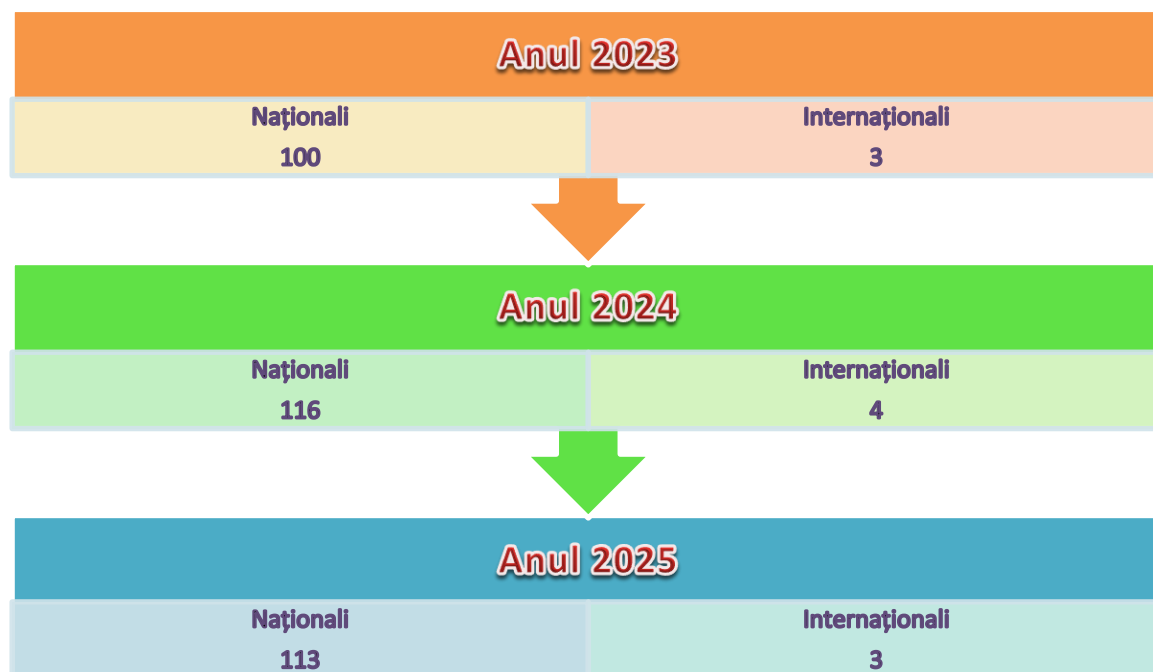 Anul 2023
Naționali
Internaționali
100
3
Anul 2024
Naționali
Internaționali
116
4
Anul 2025
Naționali
Internaționali
113
3